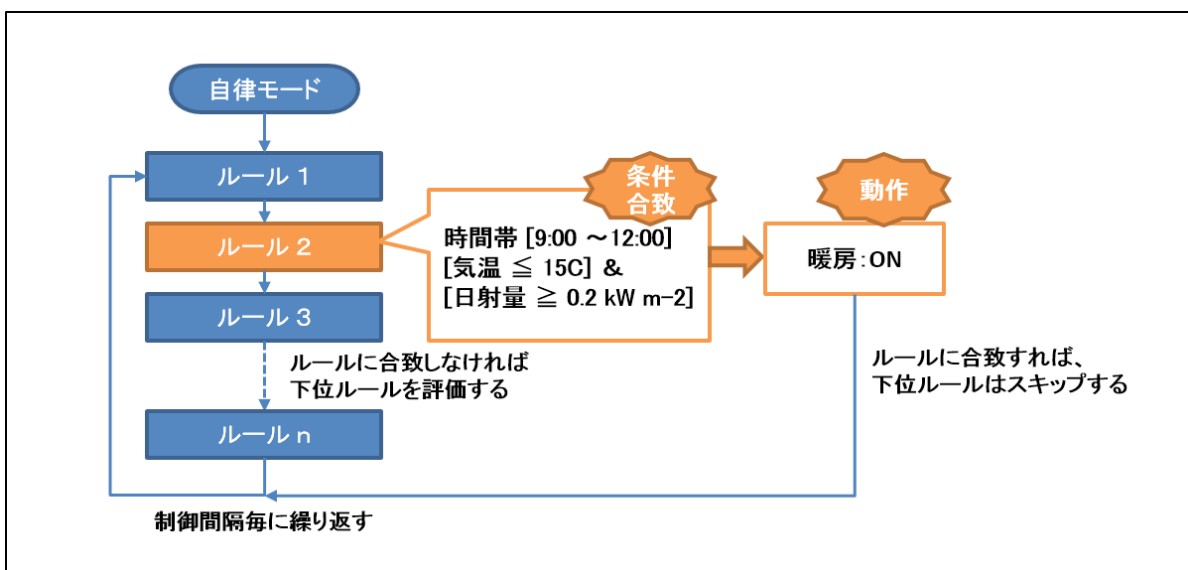 自律モード
ルール 1
ルール 2
ルール 3
ルールに合致しなければ
下位ルールを評価する
ルール n
制御間隔毎に繰り返す
条件
合致
時間帯 [9:00 ～12:00]
[気温 ≦ 15C] &
[日射量 ≧ 0.2 kW m-2]
動作
暖房:ON
ルールに合致すれば、
下位ルールはスキップする